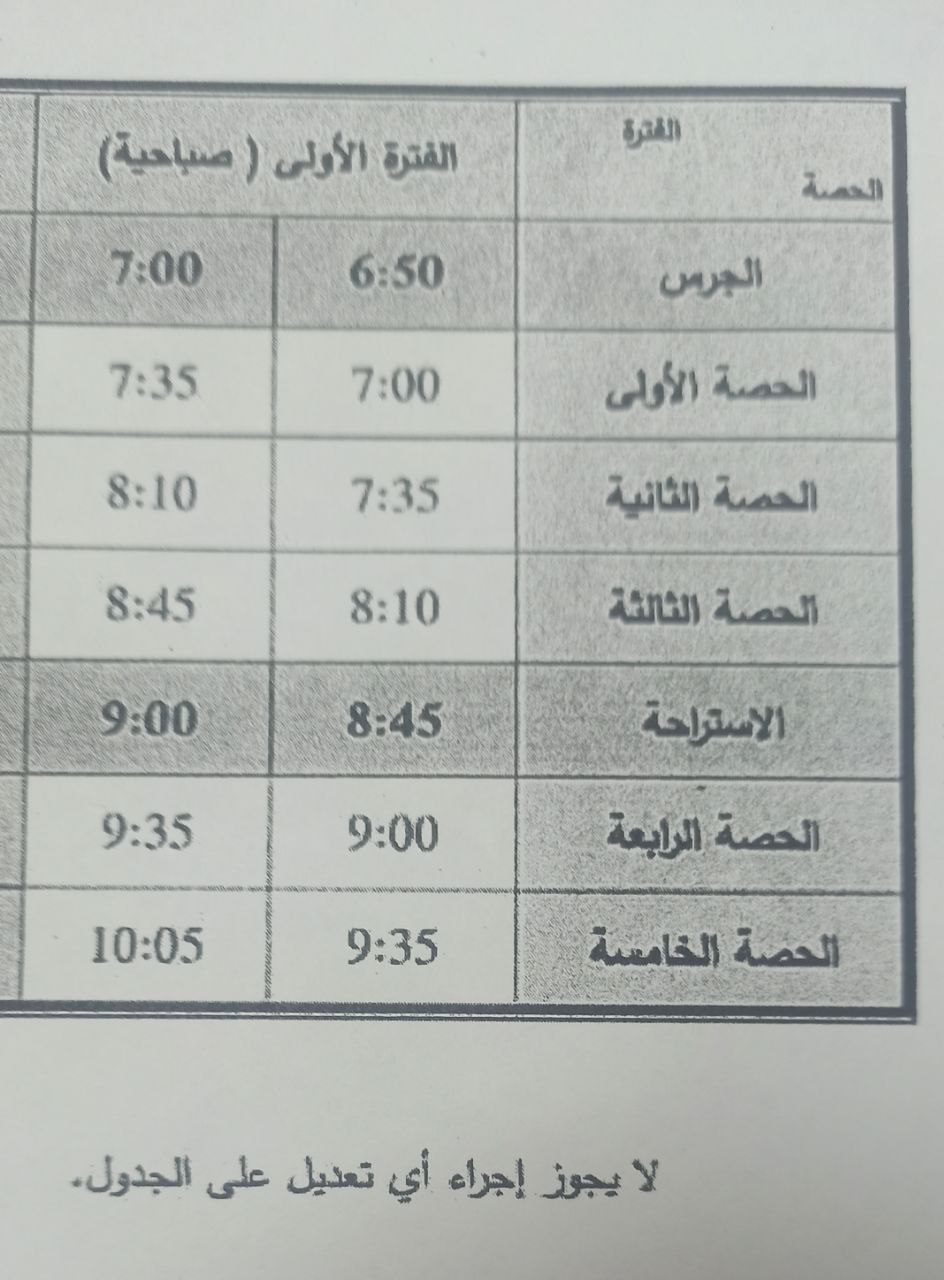 الفترة
الحصة
الفترة الأولى ( صباحية)
الجرس 6:50 7:00
الحصة الأولى 7:00 7:35
الحصة الثانية 7:35 8:10
الحصة الثالثة 8:10 8:45
الاستراحة 8:45 9:00
الحصة الرابعة 9:00 9:35
الحصة الخامسة 9:35 10:05
لا يجوز إجراء أي تعديل على الجدول.